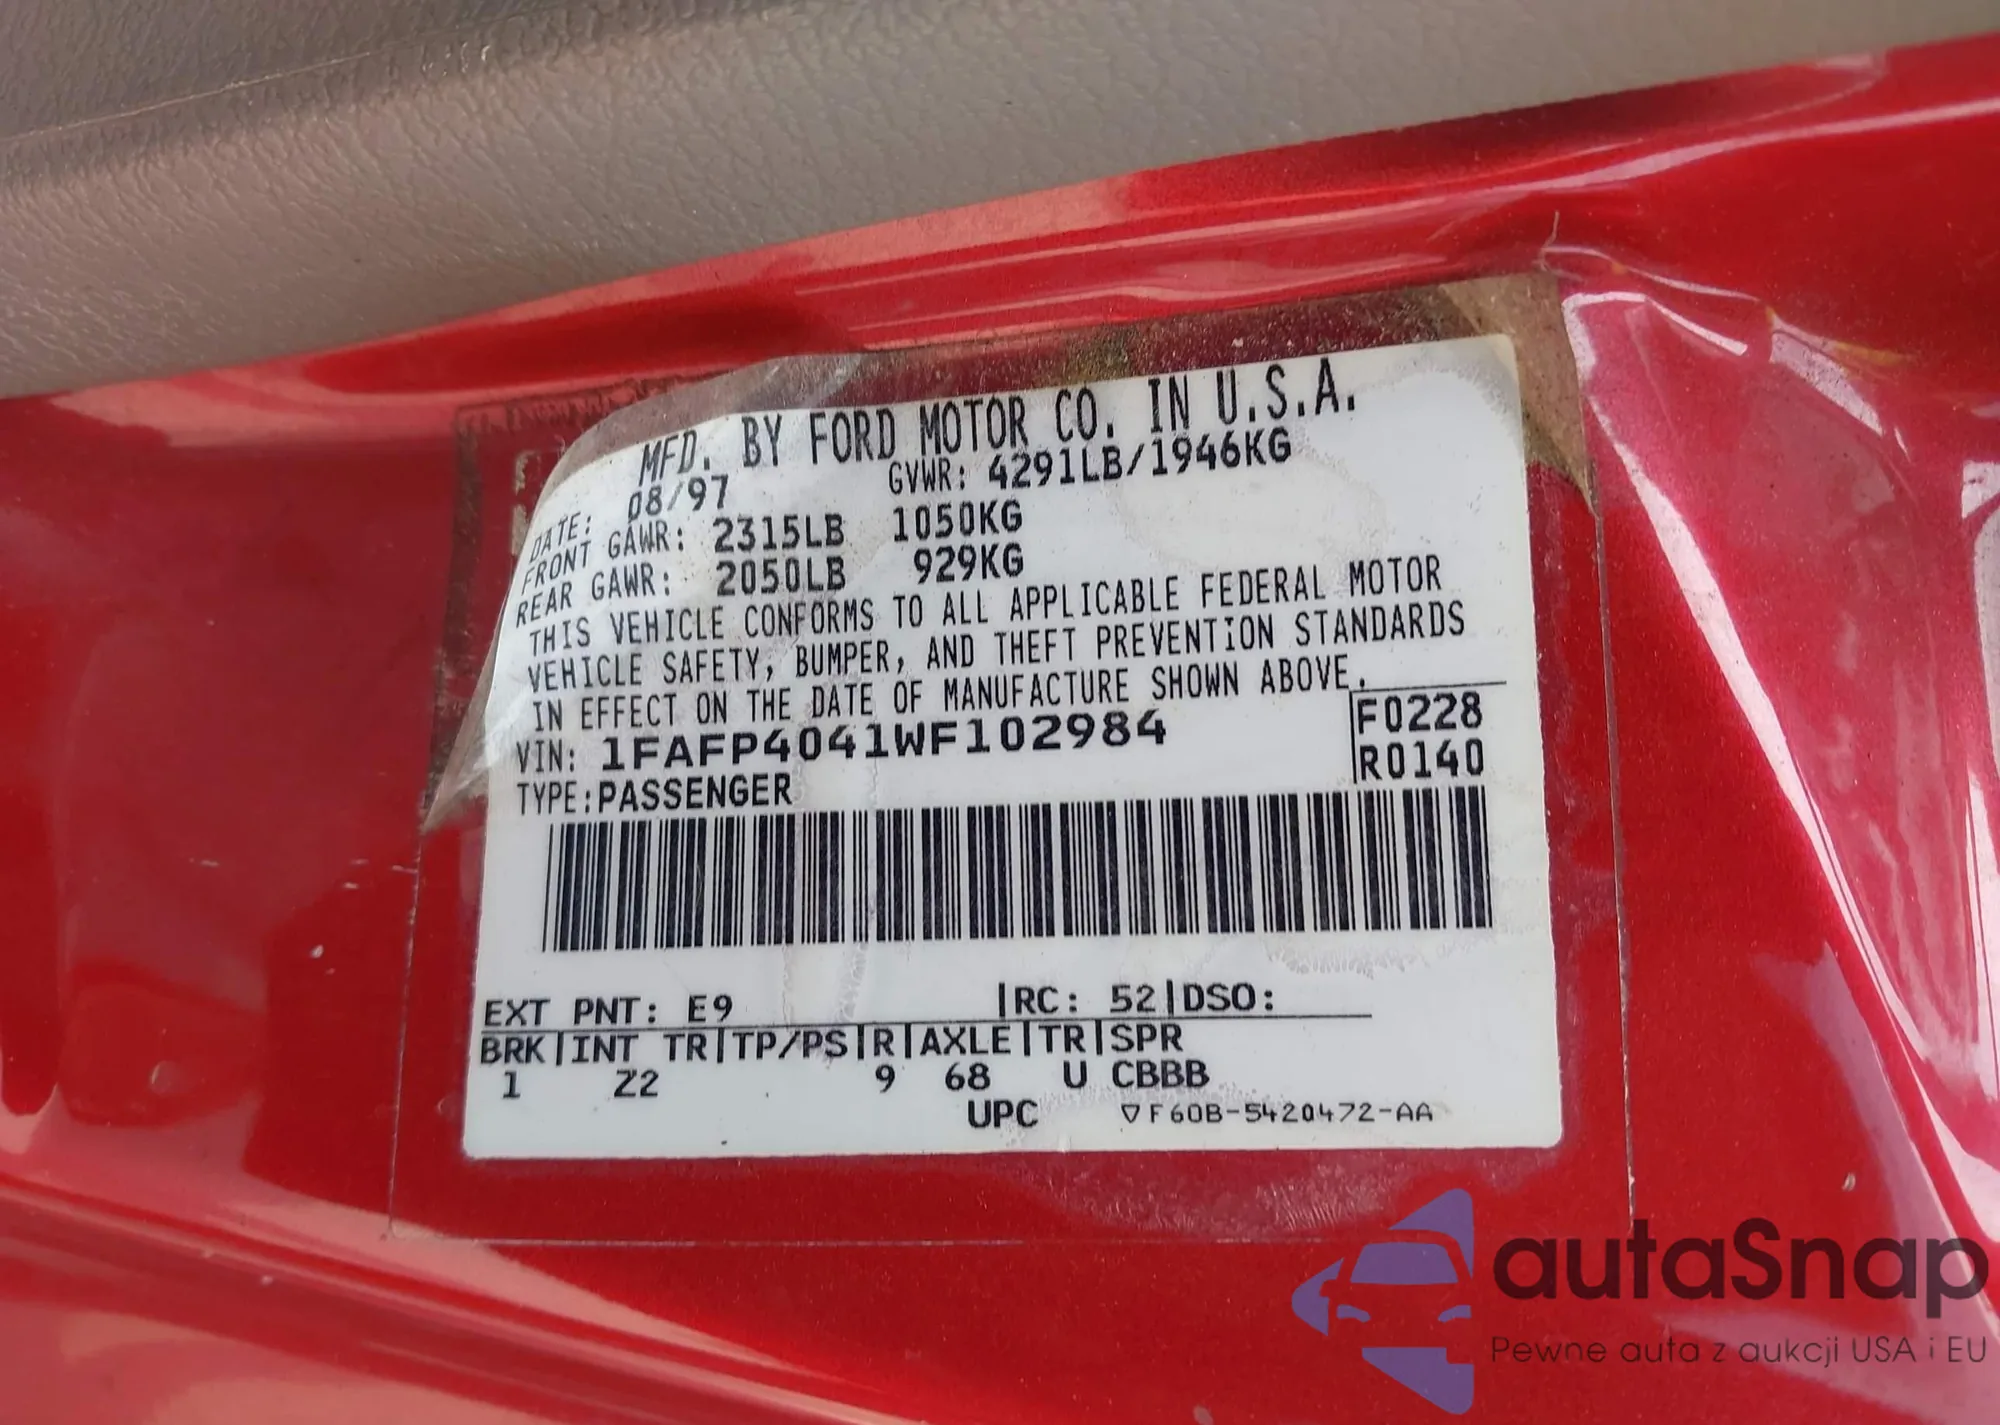 MFD. BY FORD MOTOR CO. IN U.S.A.
DATE: 08/97 GVWR: 4291LB/1946KG
FRONT GAWR: 2315LB 1050KG
REAR GAWR: 2050LB 929KG
THIS VEHICLE CONFORMS TO ALL APPLICABLE FEDERAL MOTOR
VEHICLE SAFETY, BUMPER, AND THEFT PREVENTION STANDARDS
IN EFFECT ON THE DATE OF MANUFACTURE SHOWN ABOVE.
VIN: 1FAFP4041WF102984 F0228
TYPE:PASSENGER R0140
EXT PNT: E9 |RC: 52|DSO:
BRK|INT TR|TP/PS|R|AXLE|TR|SPR
1 Z2 9 68 U CBBB
UPC ▽F60B-5420472-AA
autaSnap
Pewne auta z aukcji USA i EU